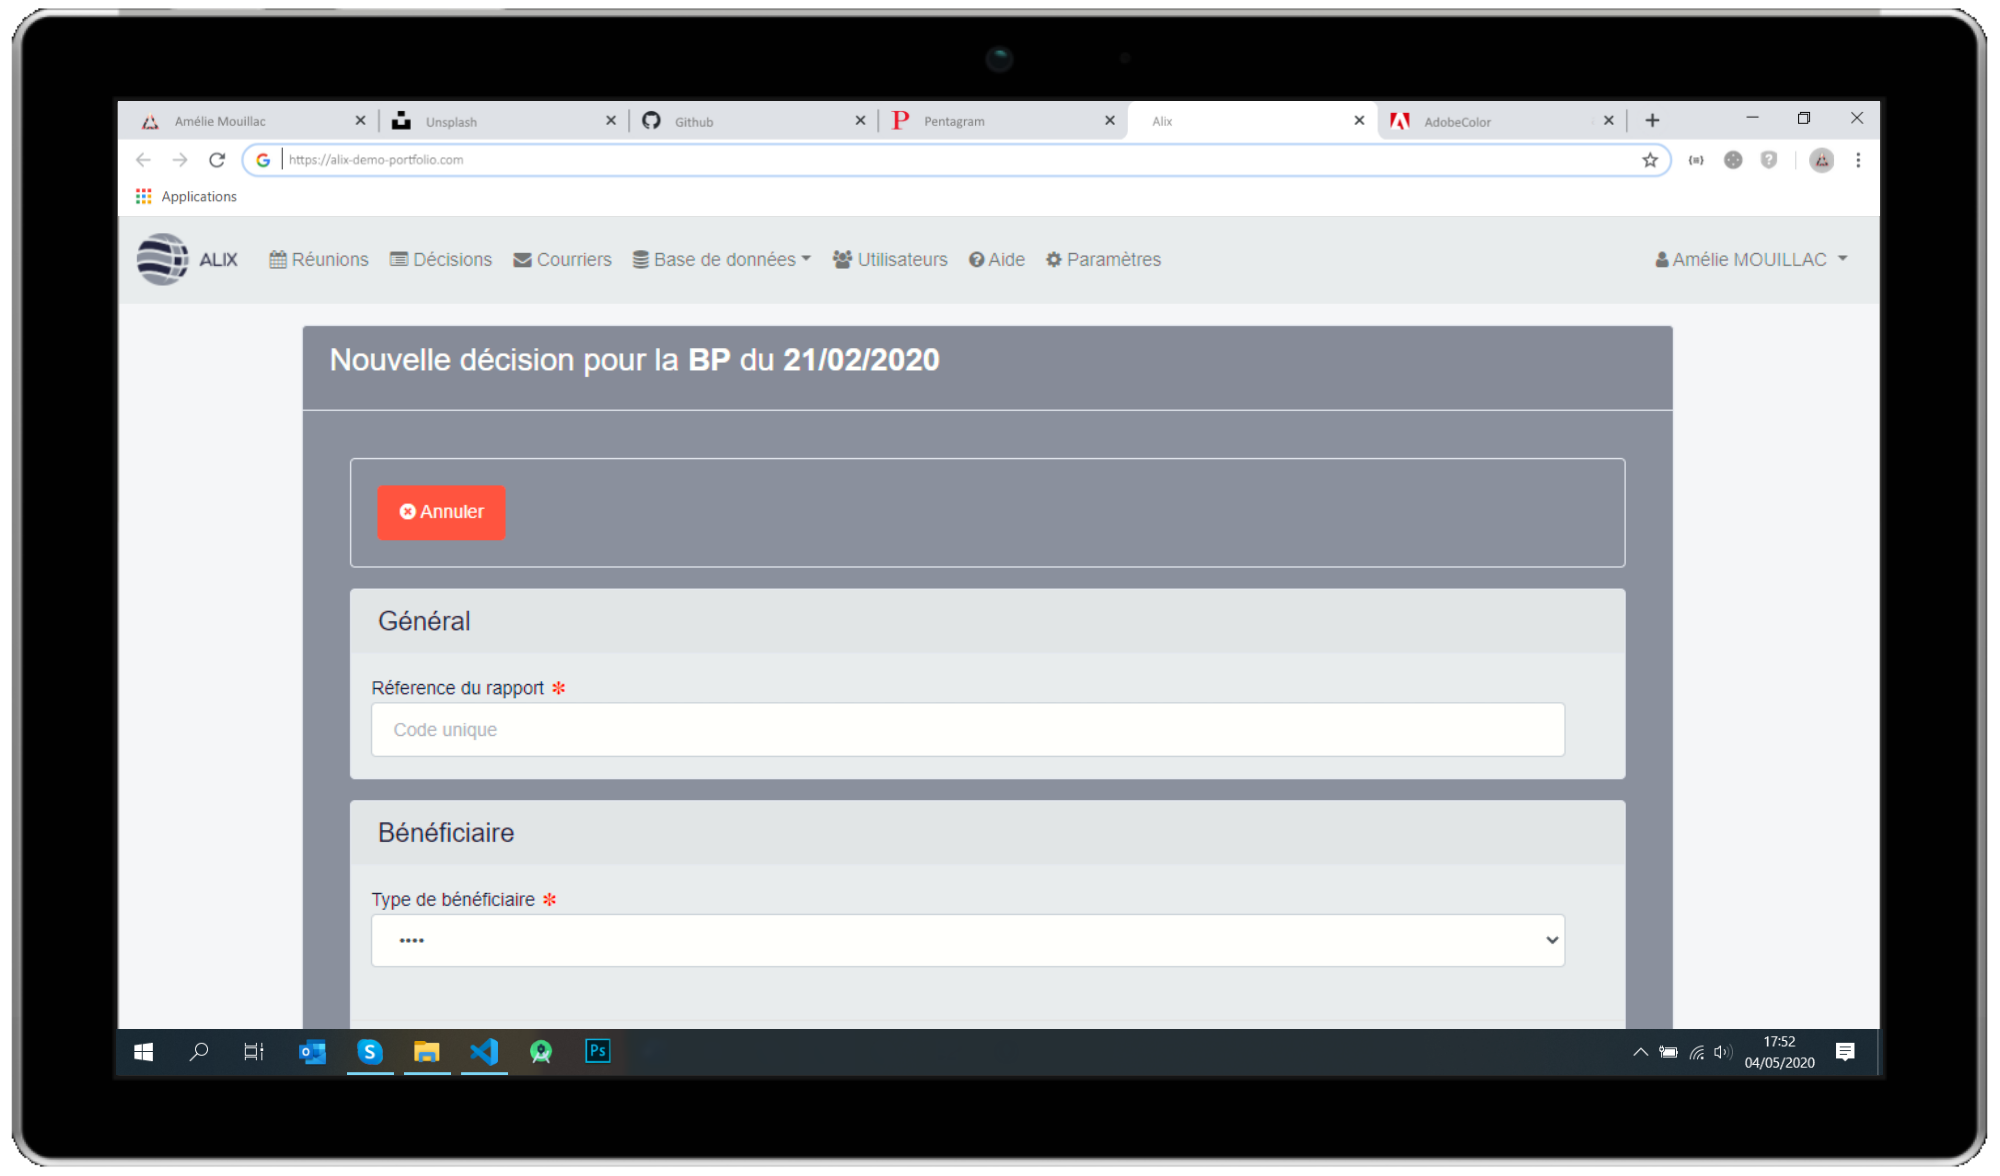 Amélie Mouillac Unsplash Github Pentagram Alix AdobeColor
https://alix-demo-portfolio.com
Applications
ALIX Réunions Décisions Courriers Base de données Utilisateurs Aide Paramètres Amélie MOUILLAC
Nouvelle décision pour la BP du 21/02/2020
Annuler
Général
Réference du rapport *
Code unique
Bénéficiaire
Type de bénéficiaire *
••••
17:52
04/05/2020